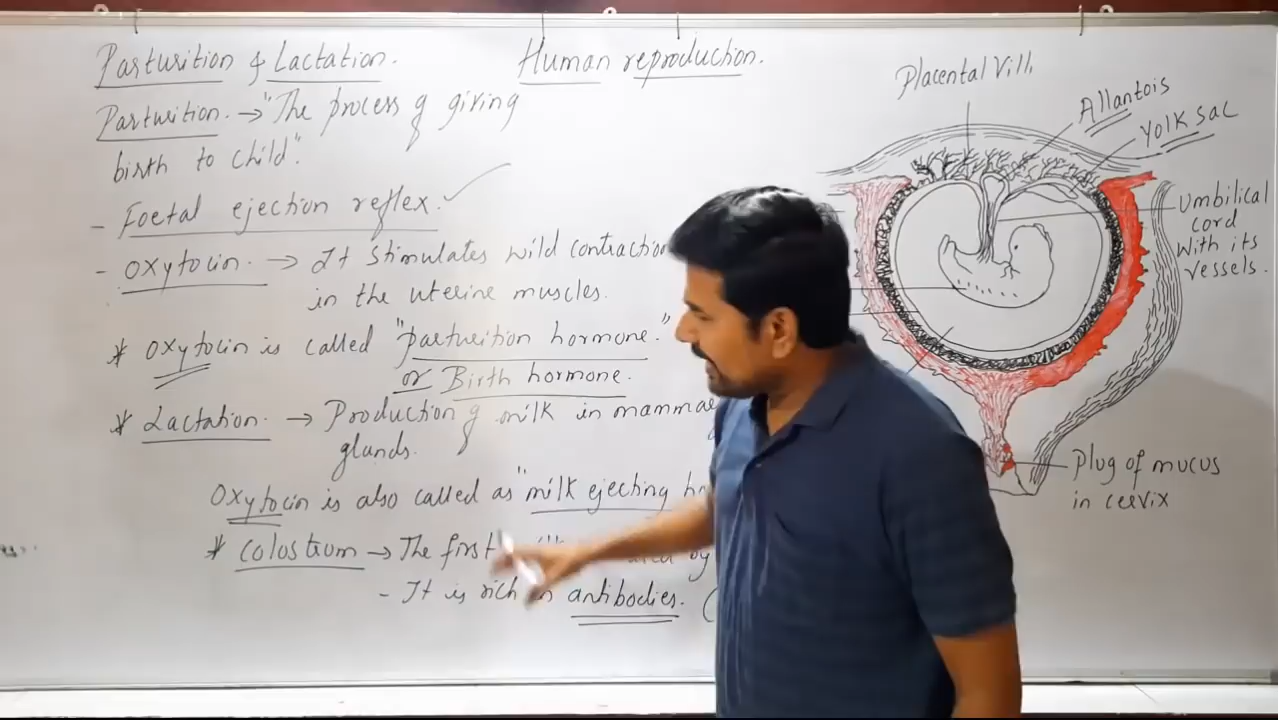 Parturition & Lactation.
Human reproduction.
Parturition. → "The process of giving
birth to child".
- Foetal ejection reflex. ✓
- Oxytocin. → It stimulates wild contraction
in the uterine muscles.
* Oxytocin is called "parturition hormone."
or Birth hormone.
* Lactation. → Production of milk in mammae
glands.
Oxytocin is also called as "milk ejecting
* Colostrum → The first by
- It is rich in antibodies. (
Placental Villi
Allantois
Yolk sac
Umbilical
cord
with its
vessels.
Plug of mucus
in cervix